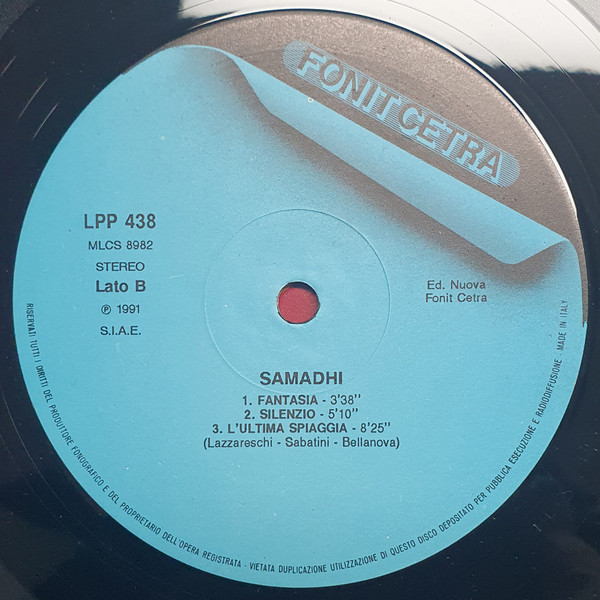 FONIT CETRA
LPP 438
MLCS 8982
STEREO
Lato B
℗ 1991
S.I.A.E.
Ed. Nuova
Fonit Cetra
SAMADHI
1. FANTASIA - 3'38''
2. SILENZIO - 5'10''
3. L'ULTIMA SPIAGGIA - 8'25''
(Lazzareschi - Sabatini - Bellanova)
RISERVATI TUTTI I DIRITTI DEL PRODUTTORE FONOGRAFICO E DEL PROPRIETARIO DELL'OPERA REGISTRATA - VIETATA DUPLICAZIONE UTILIZZAZIONE DI QUESTO DISCO DEPOSITATO PER PUBBLICA ESECUZIONE E RADIODIFFUSIONE - MADE IN ITALY